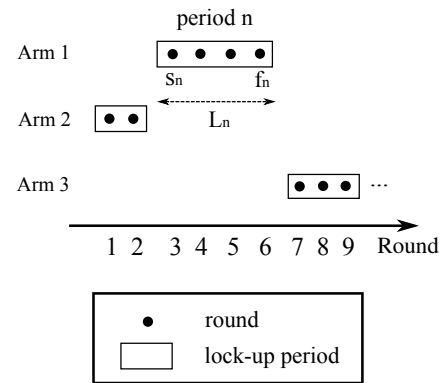 period n
Arm 1
sn fn
Ln
Arm 2
Arm 3 ...
1 2 3 4 5 6 7 8 9 Round
round
lock-up period